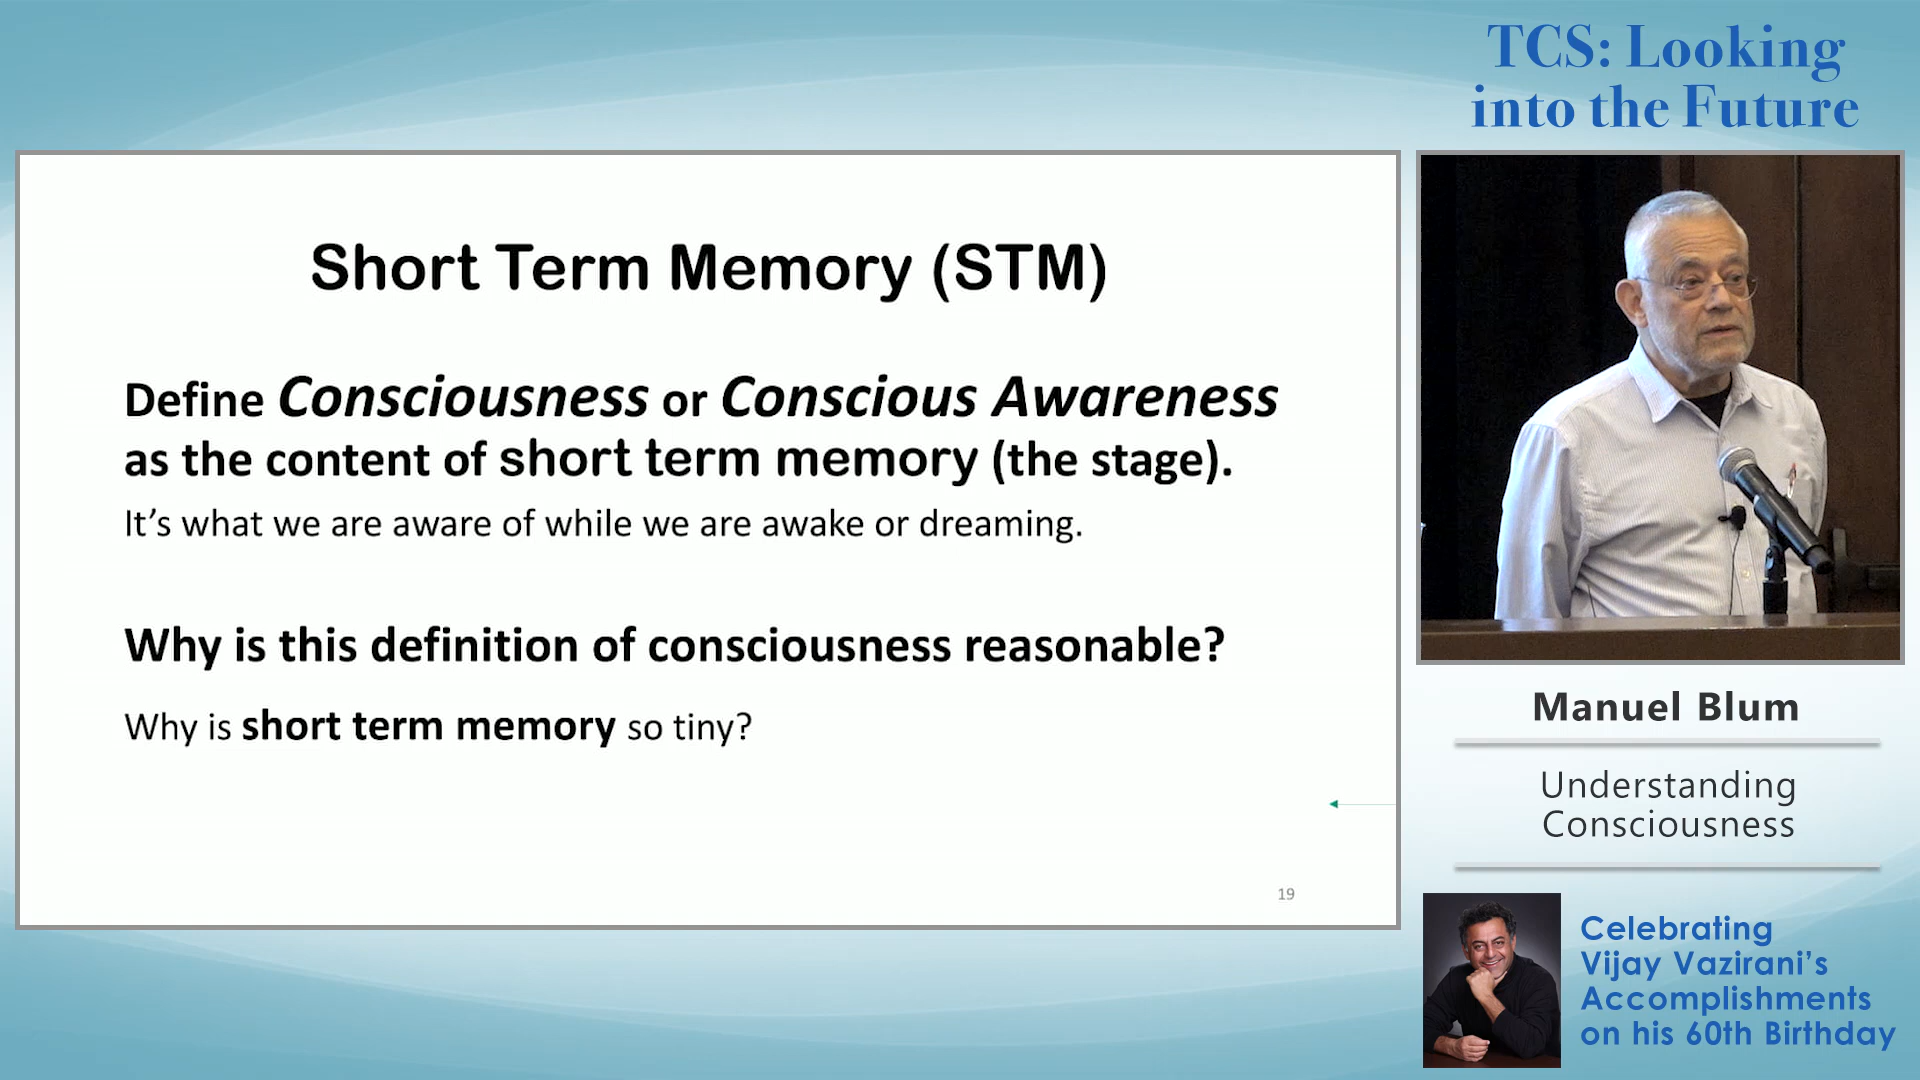 TCS: Looking
into the Future
Short Term Memory (STM)
Define Consciousness or Conscious Awareness
as the content of short term memory (the stage).
It’s what we are aware of while we are awake or dreaming.
Why is this definition of consciousness reasonable?
Why is short term memory so tiny?
19
Manuel Blum
Understanding
Consciousness
Celebrating
Vijay Vazirani’s
Accomplishments
on his 60th Birthday